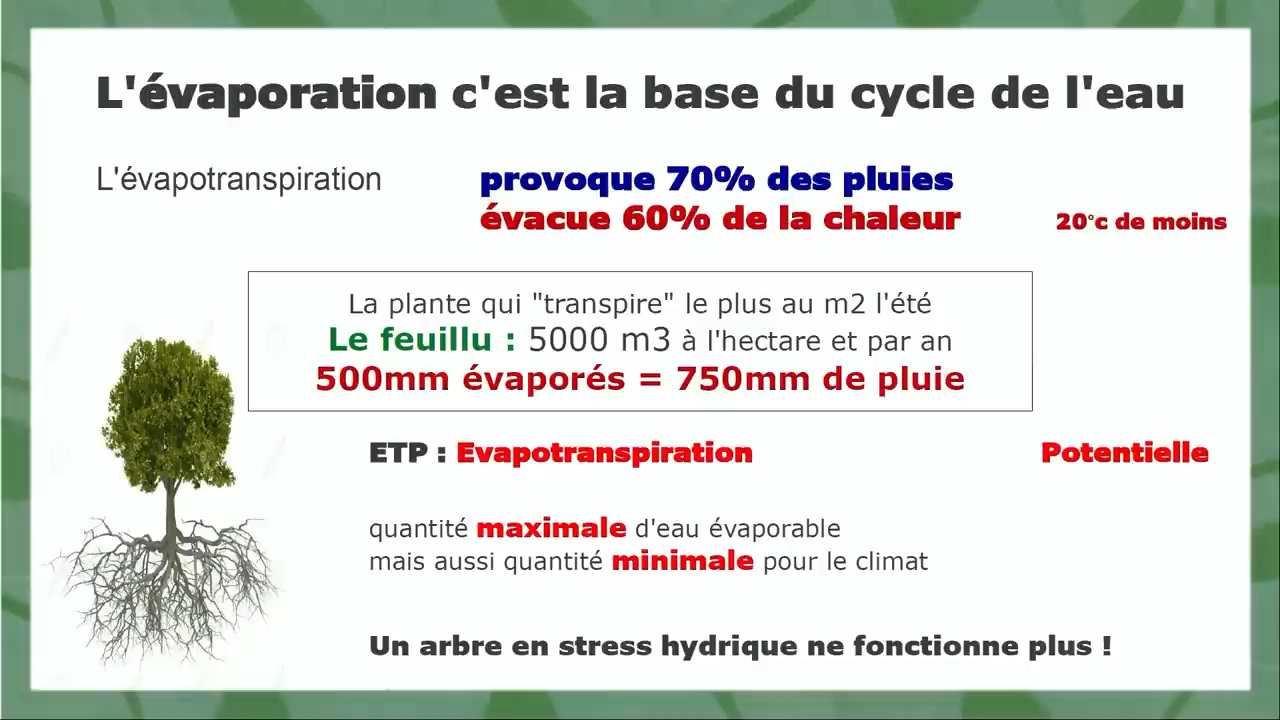 L'évaporation c'est la base du cycle de l'eau
L'évapotranspiration provoque 70% des pluies
évacue 60% de la chaleur 20°c de moins
La plante qui "transpire" le plus au m2 l'été
Le feuillu : 5000 m3 à l'hectare et par an
500mm évaporés = 750mm de pluie
ETP : Evapotranspiration Potentielle
quantité maximale d'eau évaporable
mais aussi quantité minimale pour le climat
Un arbre en stress hydrique ne fonctionne plus !